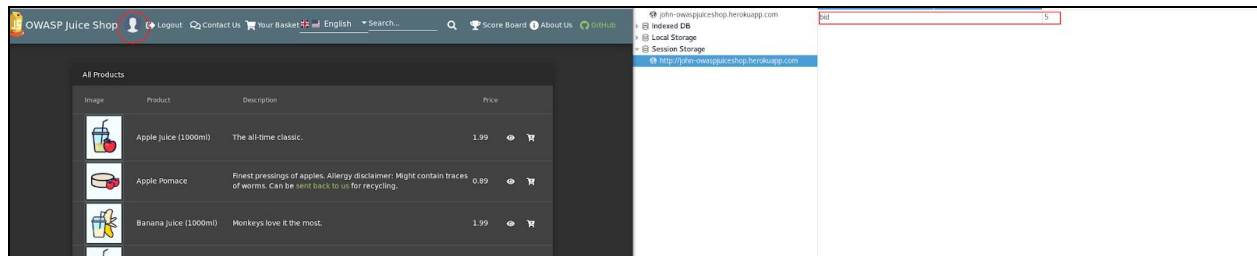 OWASP Juice Shop Logout Contact Us Your Basket English Search... Score Board About Us GitHub
All Products
Image Product Description Price
Apple Juice (1000ml) The all-time classic. 1.99
Apple Pomace Finest pressings of apples. Allergy disclaimer: Might contain traces of worms. Can be sent back to us for recycling. 0.89
Banana Juice (1000ml) Monkeys love it the most. 1.99
john-owaspjuiceshop.herokuapp.com
Indexed DB
Local Storage
Session Storage
http://john-owaspjuiceshop.herokuapp.com
bid 5